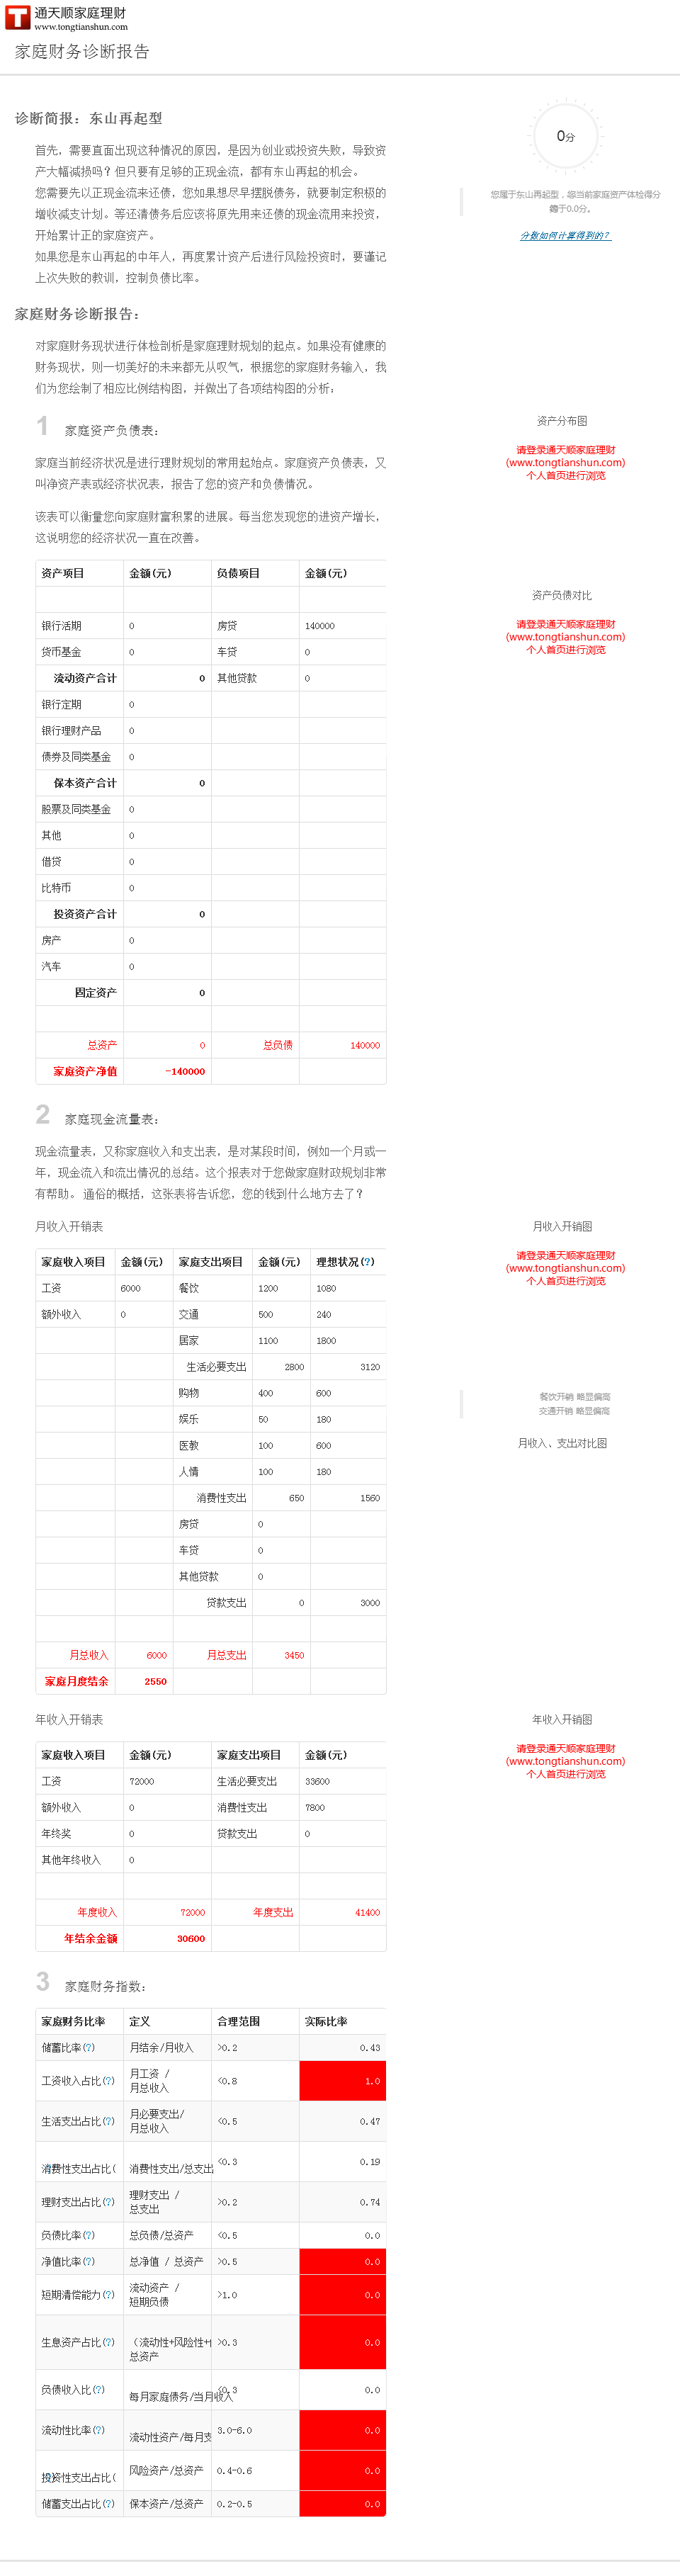 通天顺家庭理财
www.tongtianshun.com
家庭财务诊断报告
诊断简报：东山再起型
首先，需要直面出现这种情况的原因，是因为创业或投资失败，导致资
产大幅减损吗？但只要有足够的正现金流，都有东山再起的机会。
您需要先以正现金流来还债，您如果想尽早摆脱债务，就要制定积极的
增收减支计划。等还清债务后应该将原先用来还债的现金流用来投资，
开始累计正的家庭资产。
如果您是东山再起的中年人，再度累计资产后进行风险投资时，要谨记
上次失败的教训，控制负债比率。
0分
您属于东山再起型，您当前家庭资产体检得分
等于0.0分。
分数如何计算得到的？
家庭财务诊断报告：
对家庭财务现状进行体检剖析是家庭理财规划的起点。如果没有健康的
财务现状，则一切美好的未来都无从叹气，根据您的家庭财务输入，我
们为您绘制了相应比例结构图，并做出了各项结构图的分析：
1 家庭资产负债表：
家庭当前经济状况是进行理财规划的常用起始点。家庭资产负债表，又
叫净资产表或经济状况表，报告了您的资产和负债情况。
该表可以衡量您向家庭财富积累的进展。每当您发现您的进资产增长，
这说明您的经济状况一直在改善。
资产分布图
请登录通天顺家庭理财
(www.tongtianshun.com)
个人首页进行浏览
资产项目 金额(元) 负债项目 金额(元)
银行活期 0 房贷 140000
货币基金 0 车贷 0
流动资产合计 0 其他贷款 0
银行定期 0
银行理财产品 0
债券及同类基金 0
保本资产合计 0
股票及同类基金 0
其他 0
借贷 0
比特币 0
投资资产合计 0
房产 0
汽车 0
固定资产 0
总资产 0 总负债 140000
家庭资产净值 -140000
资产负债对比
请登录通天顺家庭理财
(www.tongtianshun.com)
个人首页进行浏览
2 家庭现金流量表：
现金流量表，又称家庭收入和支出表，是对某段时间，例如一个月或一
年，现金流入和流出情况的总结。这个报表对于您做家庭财政规划非常
有帮助。 通俗的概括，这张表将告诉您，您的钱到什么地方去了？
月收入开销表
家庭收入项目 金额(元) 家庭支出项目 金额(元) 理想状况(?)
工资 6000 餐饮 1200 1080
额外收入 0 交通 500 240
居家 1100 1800
生活必要支出 2800 3120
购物 400 600
娱乐 50 180
医教 100 600
人情 100 180
消费性支出 650 1560
房贷 0
车贷 0
其他贷款 0
贷款支出 0 3000
月总收入 6000 月总支出 3450
家庭月度结余 2550
月收入开销图
请登录通天顺家庭理财
(www.tongtianshun.com)
个人首页进行浏览
餐饮开销 略显偏高
交通开销 略显偏高
月收入、支出对比图
年收入开销表
家庭收入项目 金额(元) 家庭支出项目 金额(元)
工资 72000 生活必要支出 33600
额外收入 0 消费性支出 7800
年终奖 0 贷款支出 0
其他年终收入 0
年度收入 72000 年度支出 41400
年结余金额 30600
年收入开销图
请登录通天顺家庭理财
(www.tongtianshun.com)
个人首页进行浏览
3 家庭财务指数：
家庭财务比率 定义 合理范围 实际比率
储蓄比率(?) 月结余/月收入 >0.2 0.43
工资收入占比(?) 月工资 /
月总收入 <0.8 1.0
生活支出占比(?) 月必要支出/
月总收入 <0.5 0.47
消费性支出占比( 消费性支出/总支出 <0.3 0.19
理财支出占比(?) 理财支出 /
总支出 >0.2 0.74
负债比率(?) 总负债/总资产 <0.5 0.0
净值比率(?) 总净值 / 总资产 >0.5 0.0
短期清偿能力(?) 流动资产 /
短期负债 >1.0 0.0
生息资产占比(?) （流动性+风险性+
总资产 >0.3 0.0
负债收入比(?) 每月家庭债务/当月收入 <0.3 0.0
流动性比率(?) 流动性资产/每月支 3.0-6.0 0.0
投资性支出占比( 风险资产/总资产 0.4-0.6 0.0
储蓄支出占比(?) 保本资产/总资产 0.2-0.5 0.0